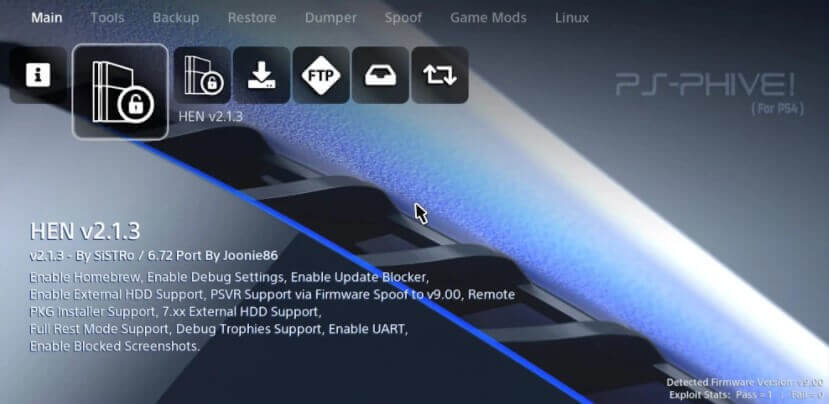 Main Tools Backup Restore Dumper Spoof Game Mods Linux
FTP
HEN v2.1.3
PS-PHIVE!
( For PS4 )
HEN v2.1.3
v2.1.3 - By SiSTRo / 6.72 Port By Joonie86
Enable Homebrew, Enable Debug Settings, Enable Update Blocker,
Enable External HDD Support, PSVR Support via Firmware Spoof to v9.00, Remote
PKG Installer Support, 7.xx External HDD Support,
Full Rest Mode Support, Debug Trophies Support, Enable UART,
Enable Blocked Screenshots.
Detected Firmware Version: v9.00
Exploit Stats: Pass = 1 | Fail = 0